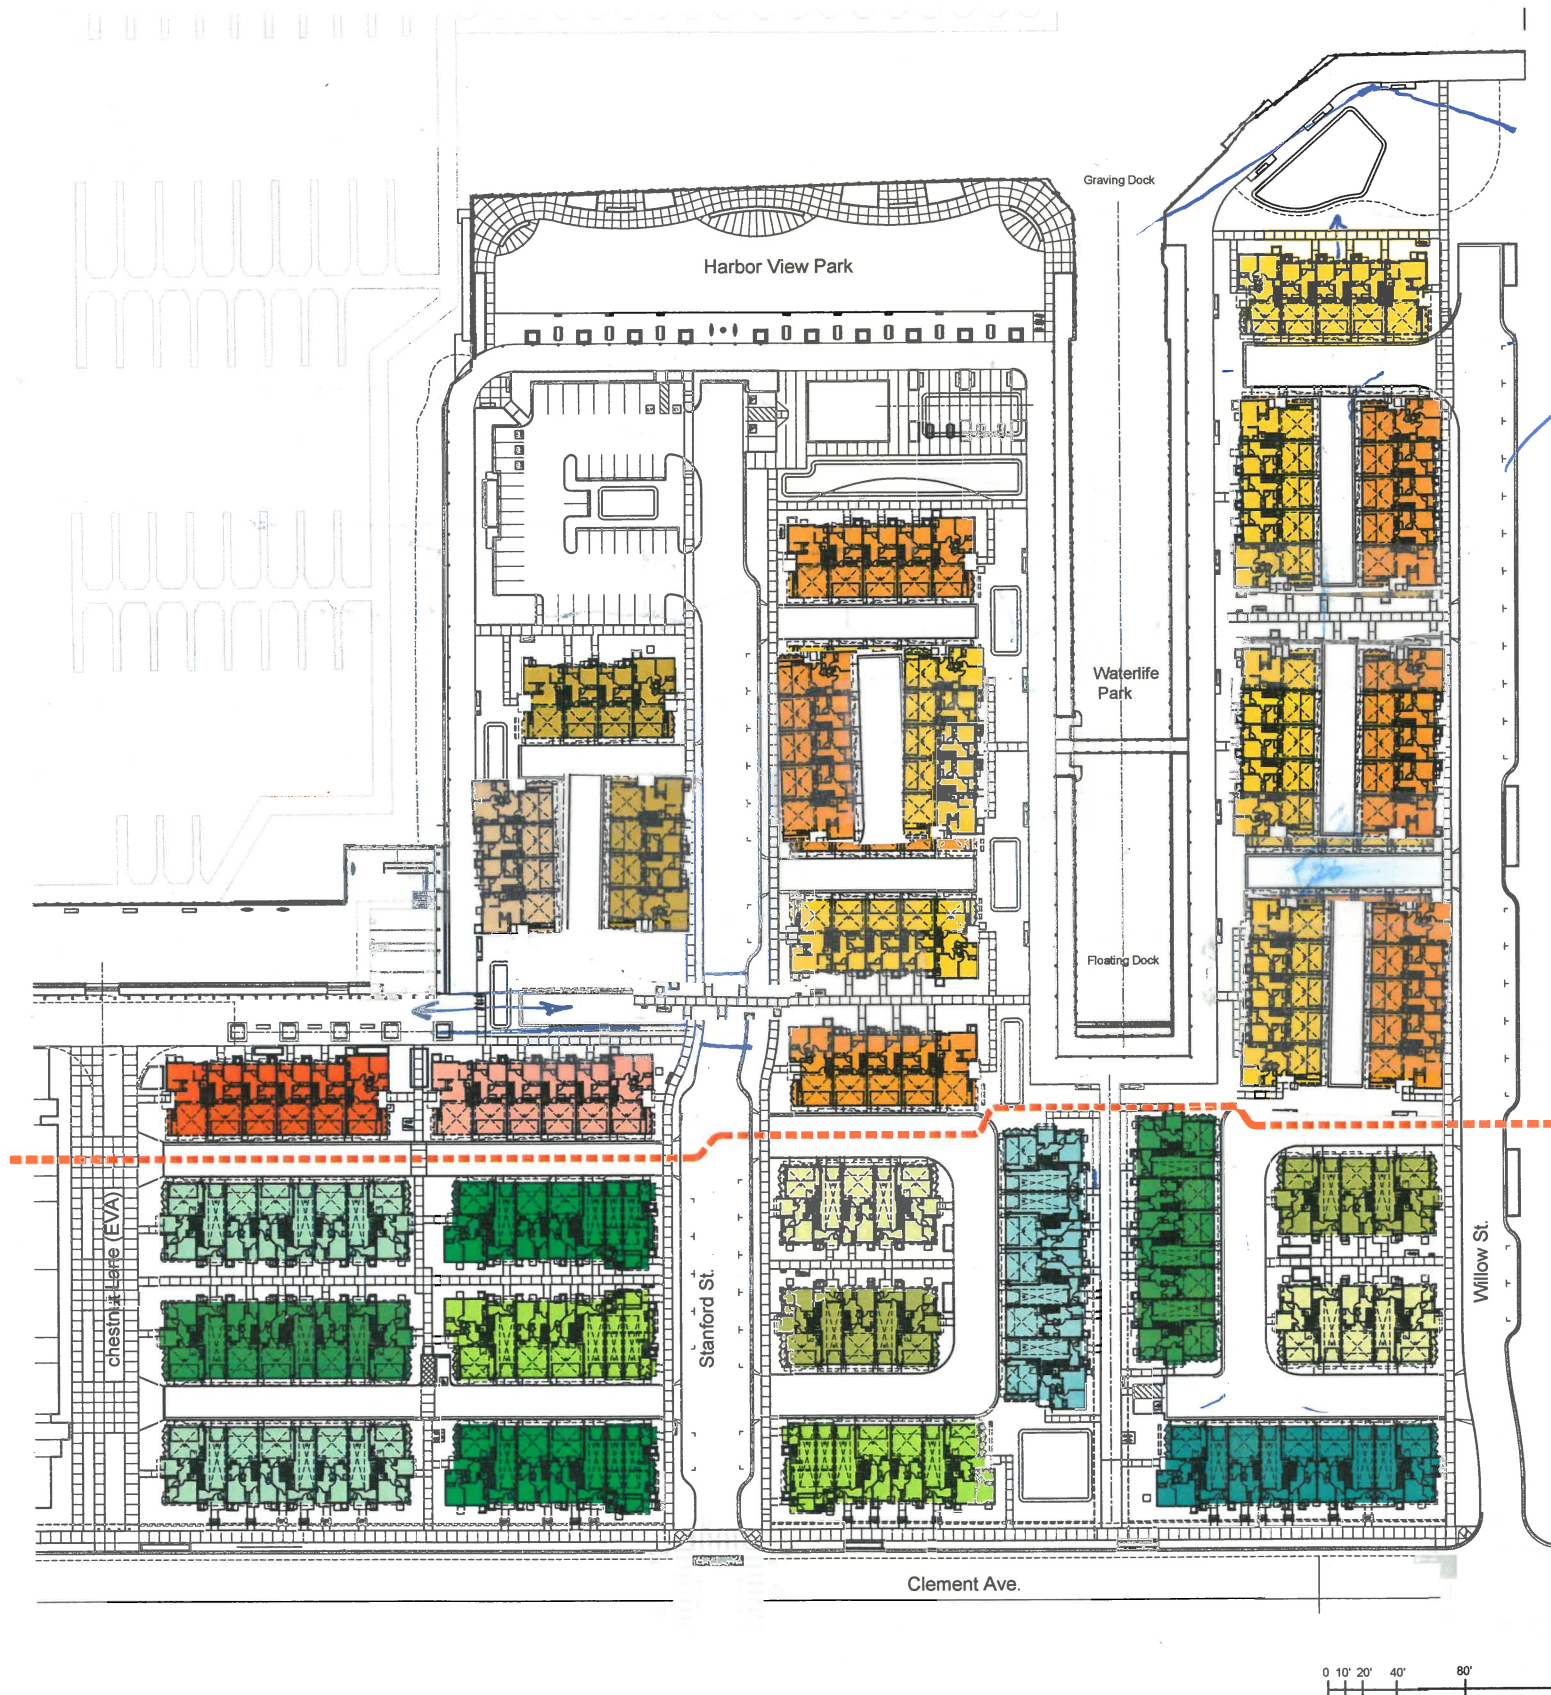 Graving Dock
Harbor View Park
Waterlife
Park
Floating Dock
chestnut Lane (EVA)
Stanford St.
Willow St.
Clement Ave.
0 10' 20' 40' 80'